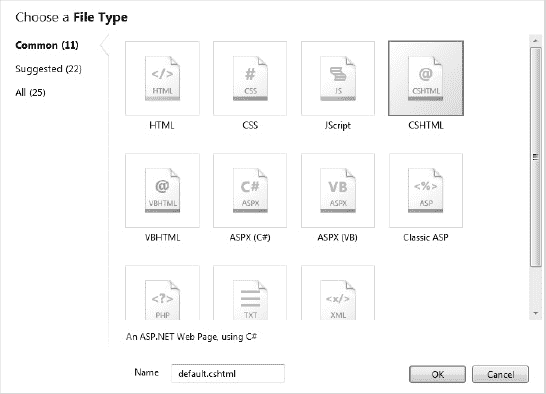 Choose a File Type
Common (11)
Suggested (22)
All (25)
</> # JS @
HTML CSS JS CSHTML
HTML CSS JScript CSHTML
@ C# VB <%>
VBHTML ASPX ASPX ASP
VBHTML ASPX (C#) ASPX (VB) Classic ASP
<?> <x/>
PHP TXT XML
An ASP.NET Web Page, using C#
Name default.cshtml OK Cancel